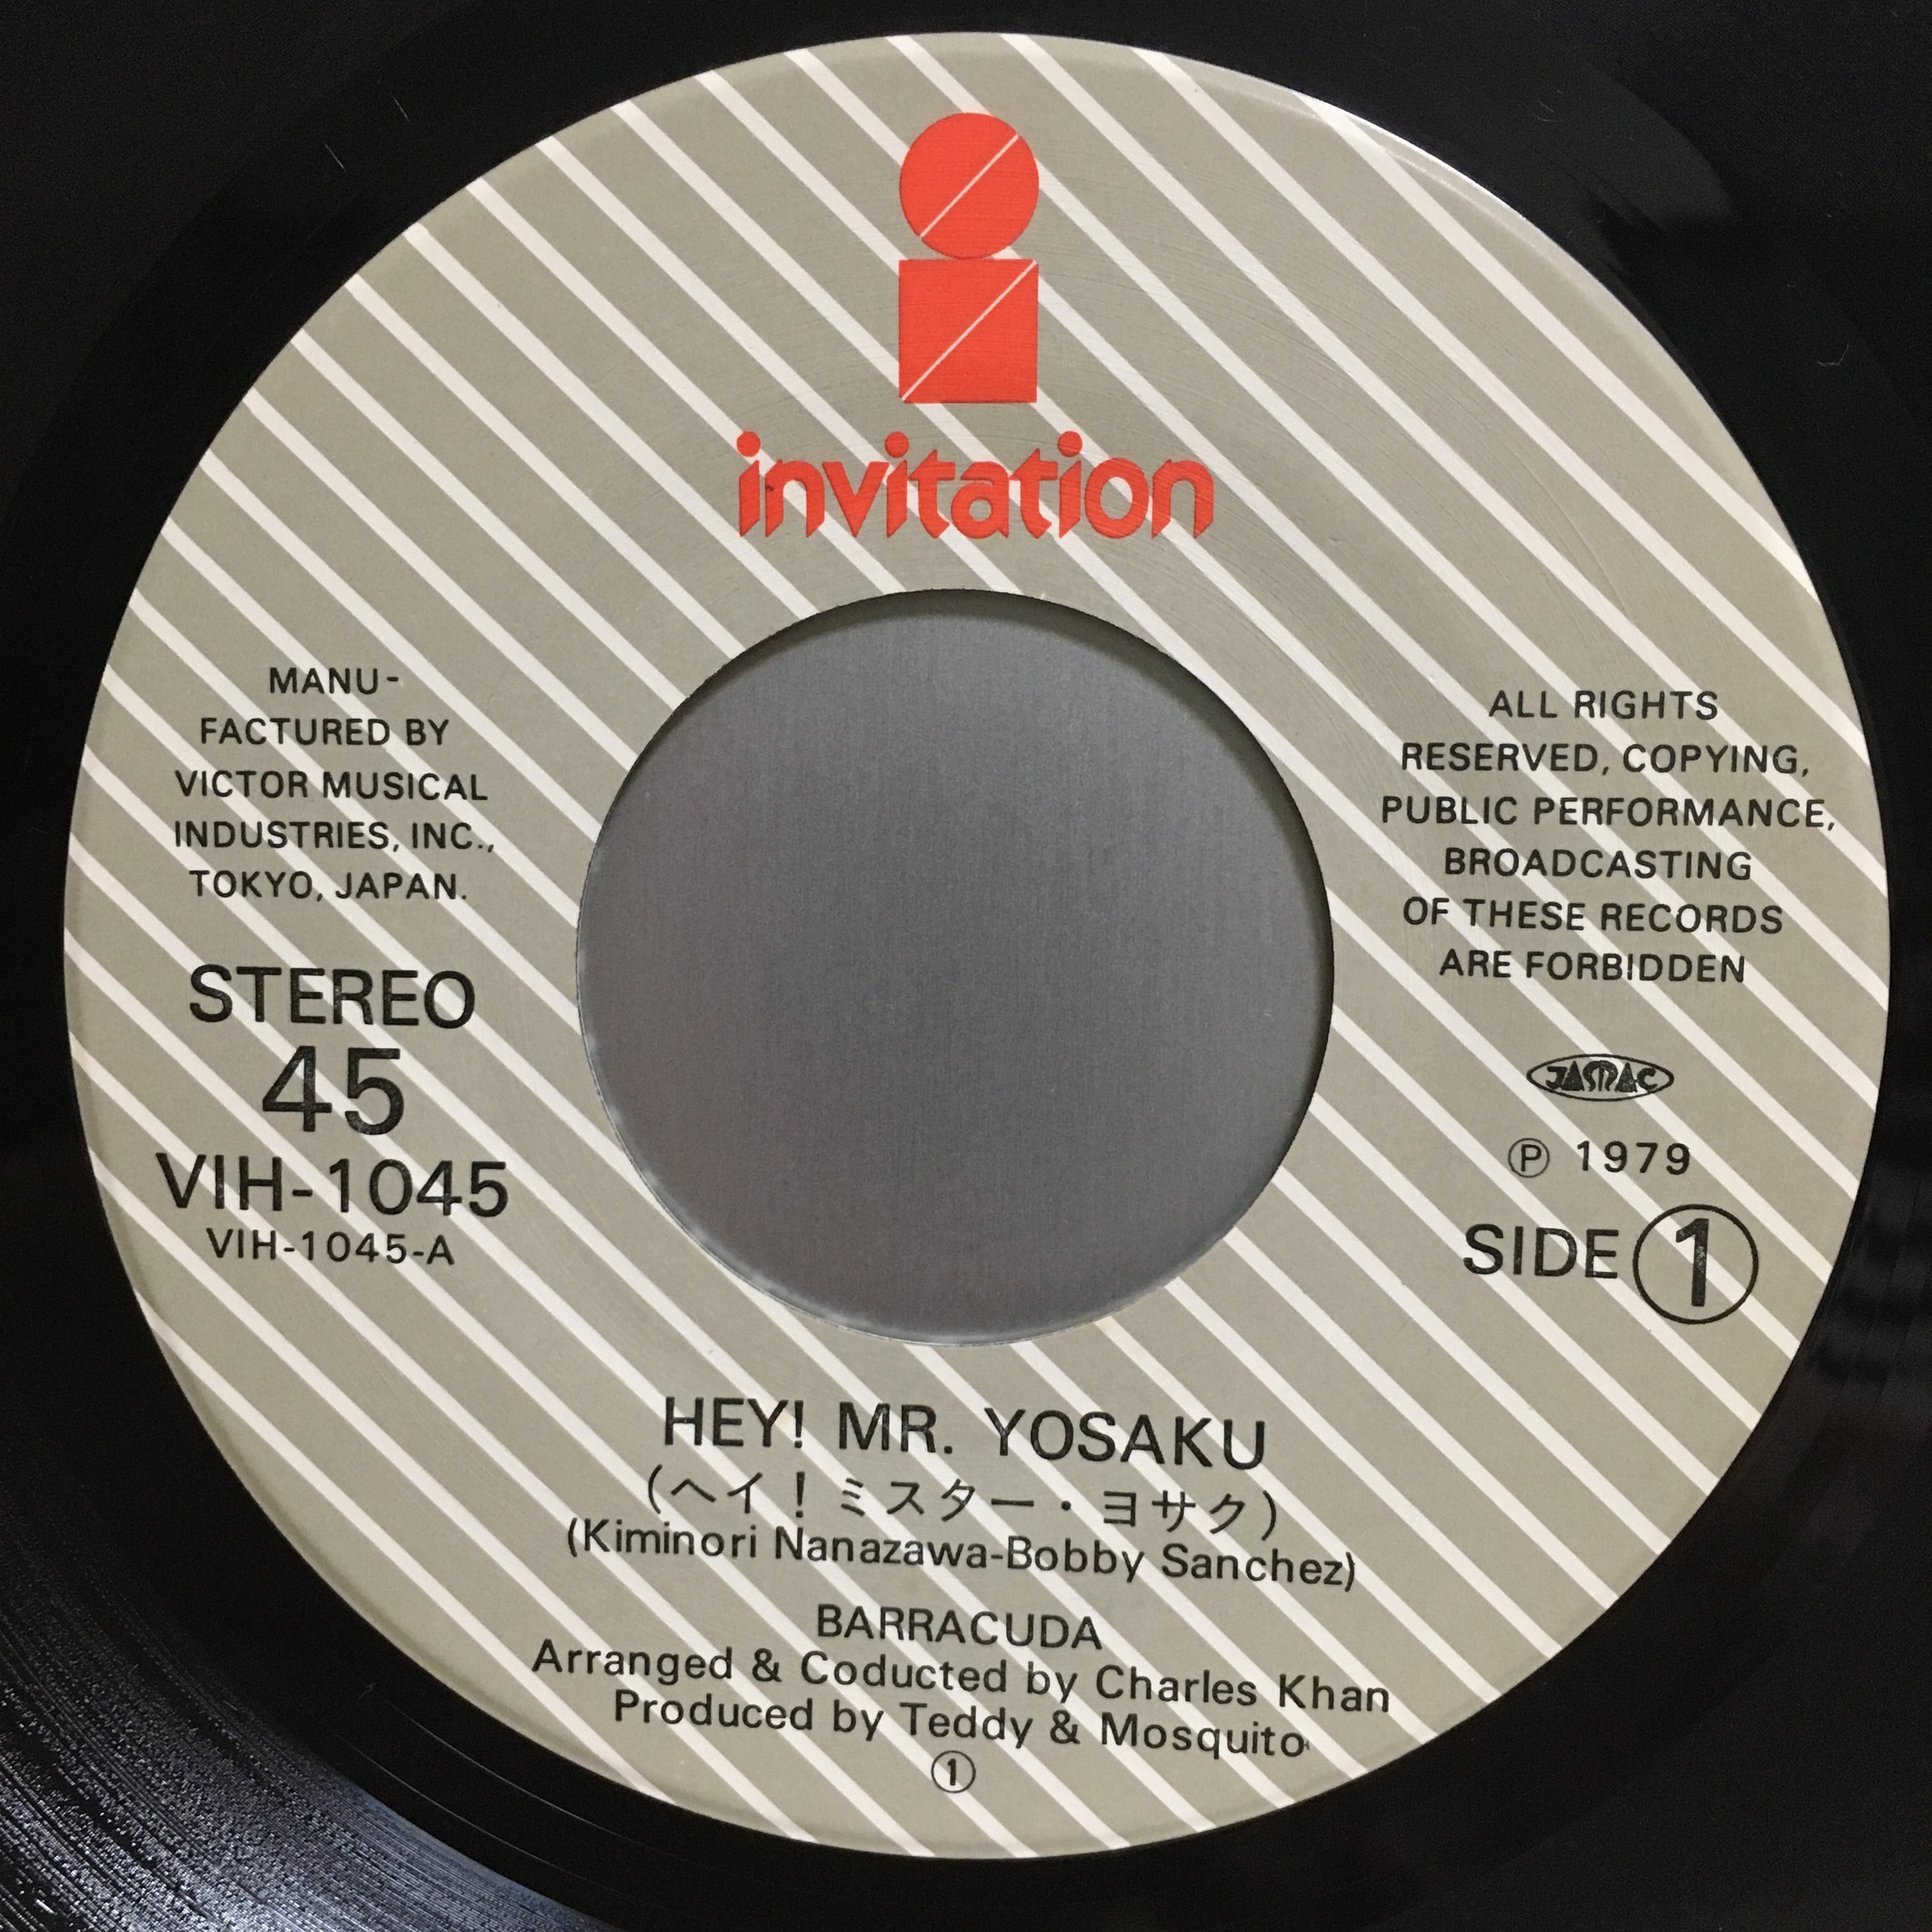 invitation
MANU-
FACTURED BY
VICTOR MUSICAL
INDUSTRIES, INC.,
TOKYO, JAPAN.
STEREO
45
VIH-1045
VIH-1045-A
ALL RIGHTS
RESERVED, COPYING,
PUBLIC PERFORMANCE,
BROADCASTING
OF THESE RECORDS
ARE FORBIDDEN
JASRAC
Ⓟ 1979
SIDE ①
HEY! MR. YOSAKU
(ヘイ!ミスター・ヨサク)
(Kiminori Nanazawa-Bobby Sanchez)
BARRACUDA
Arranged & Coducted by Charles Khan
Produced by Teddy & Mosquito
①